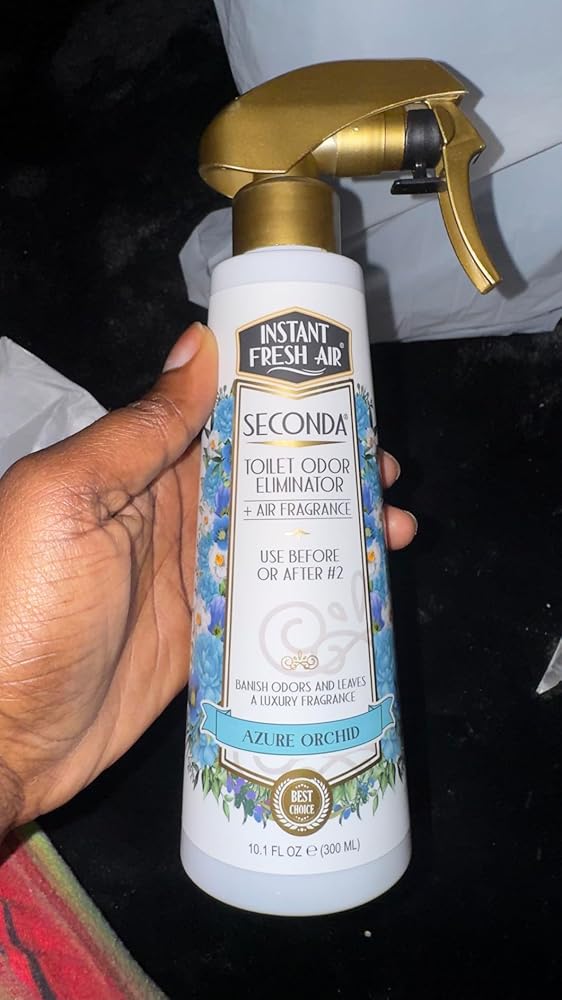 INSTANT
FRESH AIR®
SECONDA®
TOILET ODOR
ELIMINATOR
+ AIR FRAGRANCE
USE BEFORE
OR AFTER #2
BANISH ODORS AND LEAVES
A LUXURY FRAGRANCE
AZURE ORCHID
BEST
CHOICE
10.1 FL OZ ℮ (300 ML)